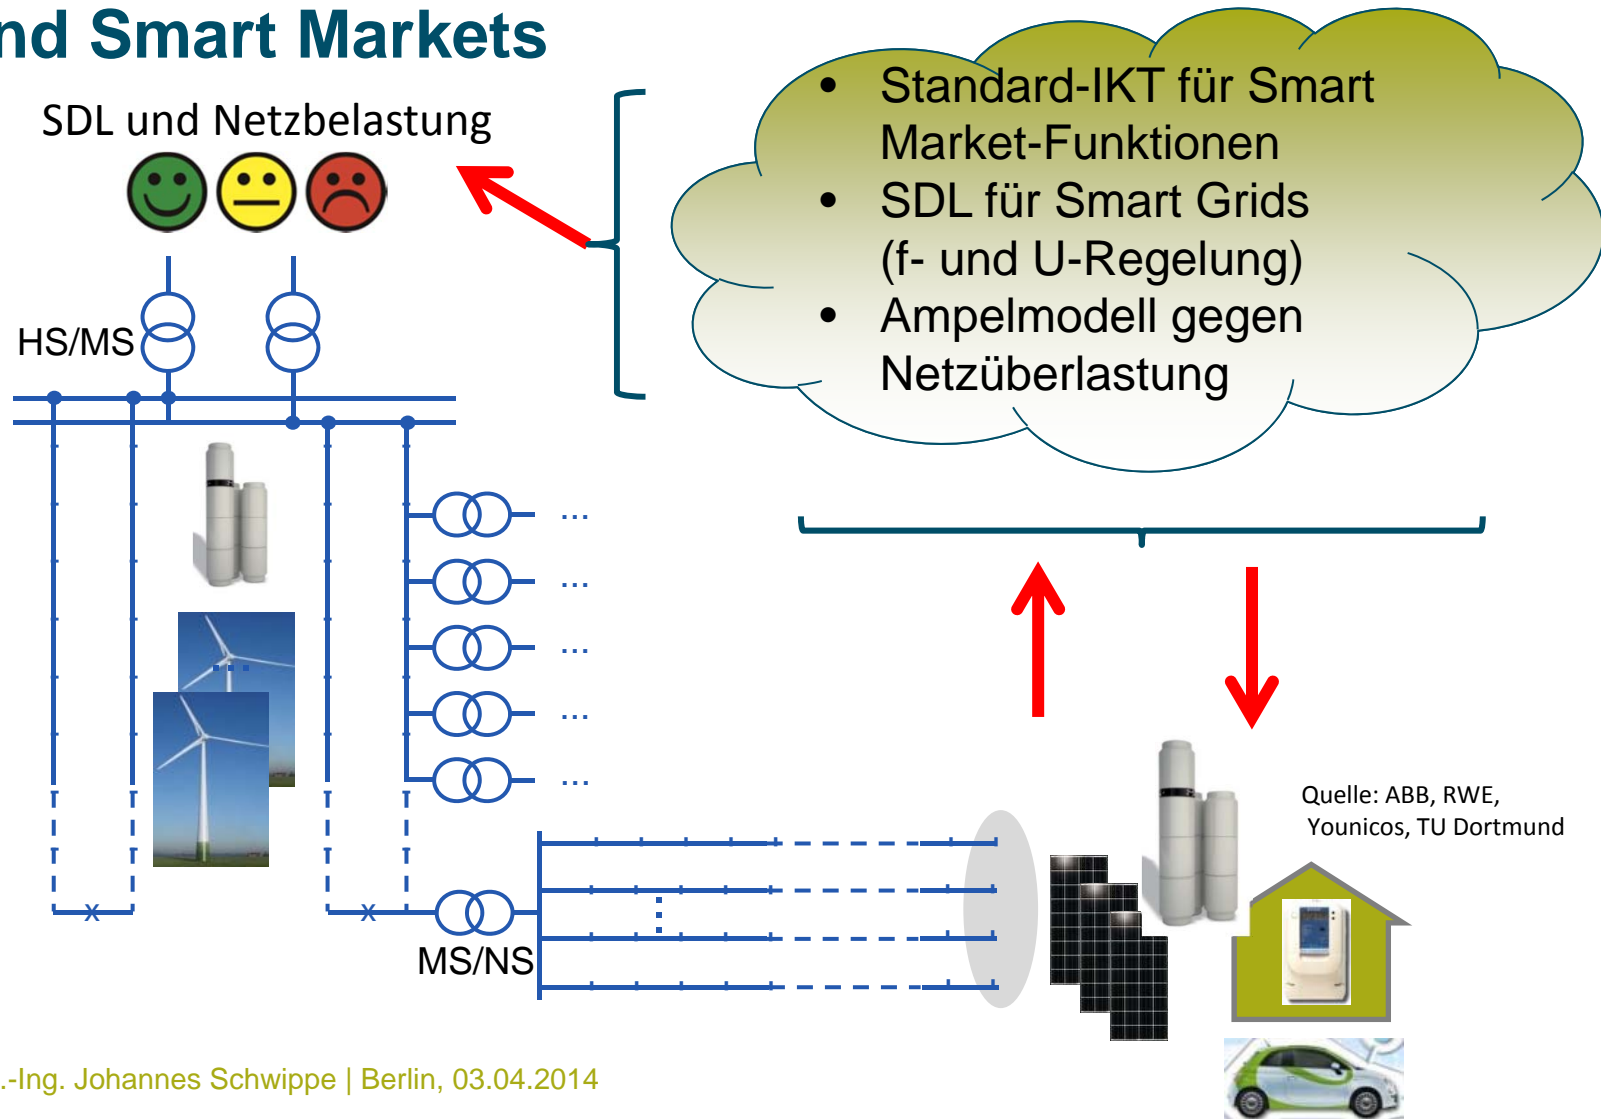 nd Smart Markets
SDL und Netzbelastung
• Standard-IKT für Smart
Market-Funktionen
• SDL für Smart Grids
(f- und U-Regelung)
• Ampelmodell gegen
Netzüberlastung
HS/MS
...
...
...
...
...
...
x
x
MS/NS
Quelle: ABB, RWE,
Younicos, TU Dortmund
.-Ing. Johannes Schwippe | Berlin, 03.04.2014